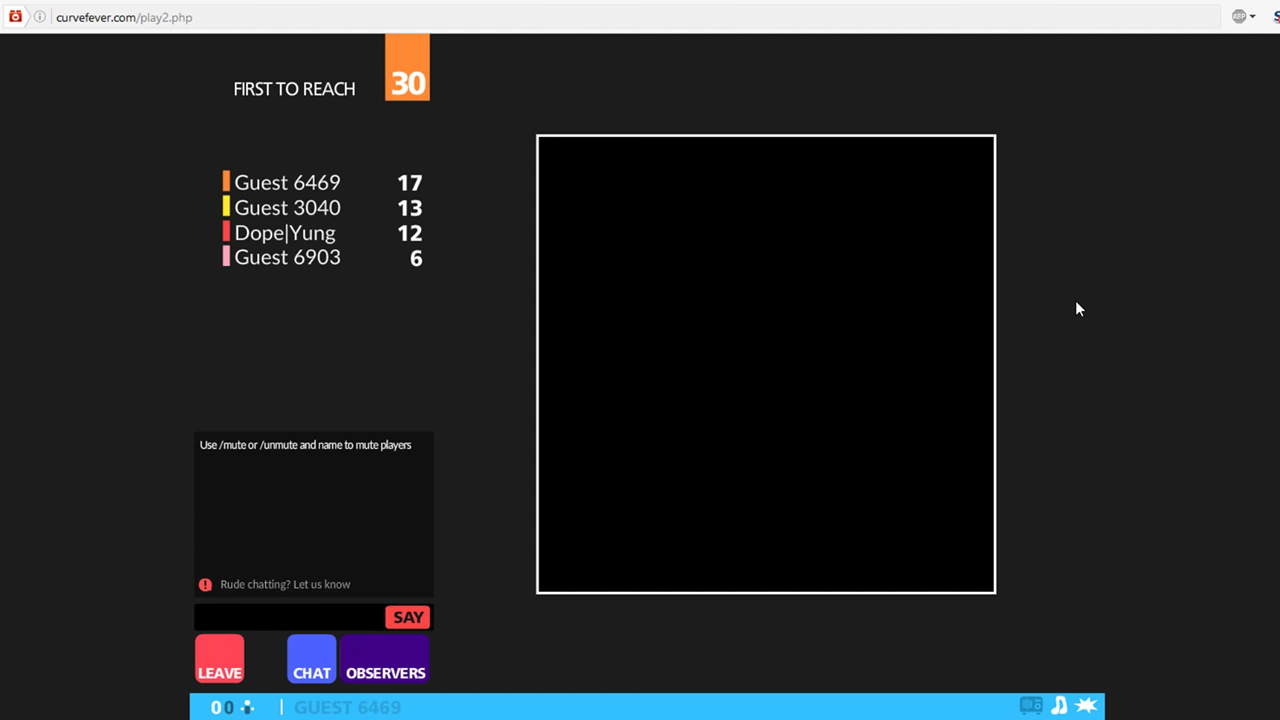 curvefever.com/play2.php
ABP
FIRST TO REACH 30
Guest 6469 17
Guest 3040 13
Dope|Yung 12
Guest 6903 6
Use /mute or /unmute and name to mute players
! Rude chatting? Let us know
SAY
LEAVE CHAT OBSERVERS
00 | GUEST 6469